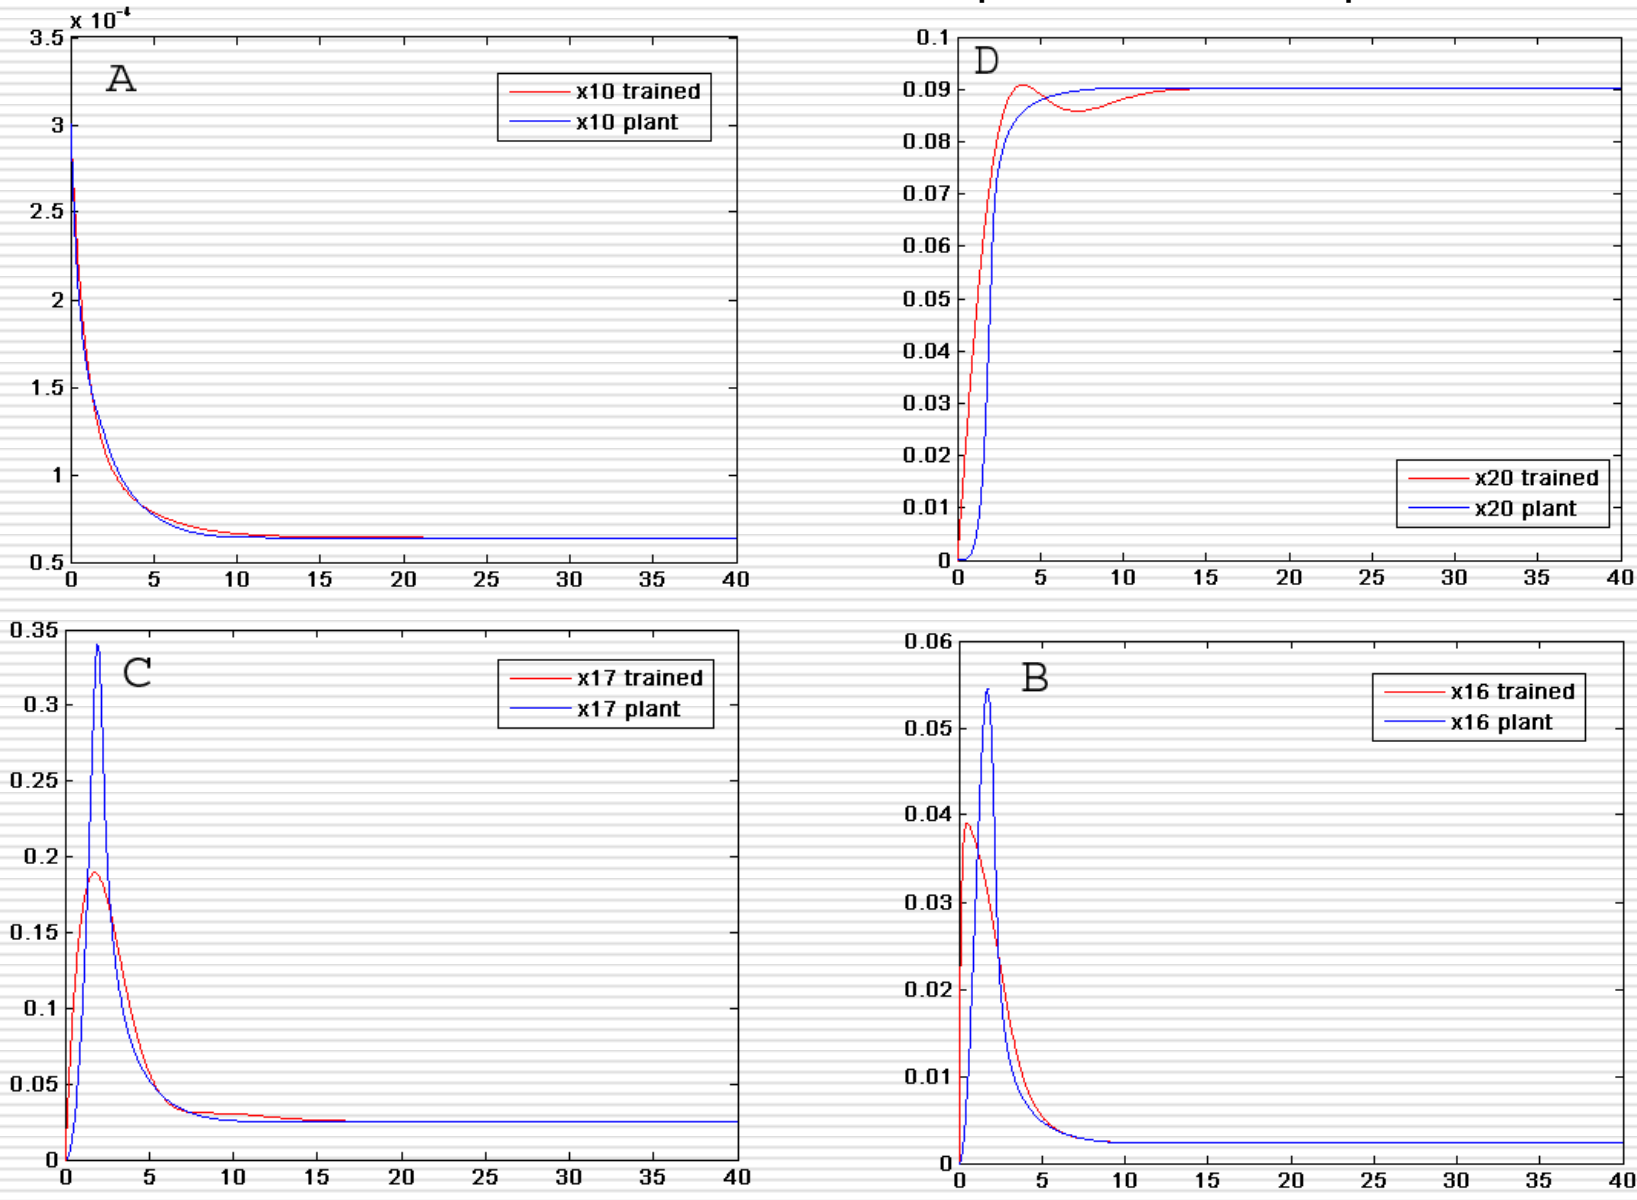 x 10⁻⁴
3.5
3
2.5
2
1.5
1
0.5
0 5 10 15 20 25 30 35 40
A
x10 trained
x10 plant
0.1
0.09
0.08
0.07
0.06
0.05
0.04
0.03
0.02
0.01
0
0 5 10 15 20 25 30 35 40
D
x20 trained
x20 plant
0.35
0.3
0.25
0.2
0.15
0.1
0.05
0
0 5 10 15 20 25 30 35 40
C
x17 trained
x17 plant
0.06
0.05
0.04
0.03
0.02
0.01
0
0 5 10 15 20 25 30 35 40
B
x16 trained
x16 plant